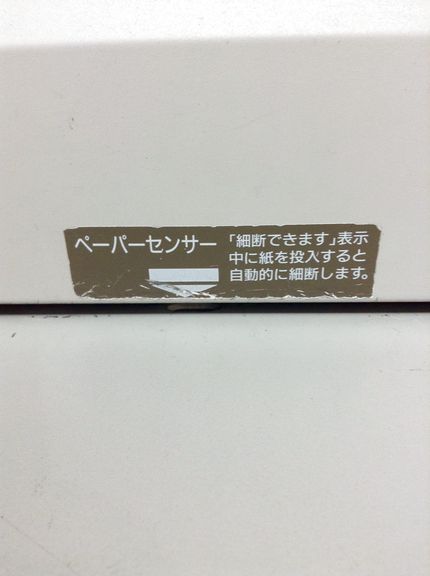 ペーパーセンサー
「細断できます」表示
中に紙を投入すると
自動的に細断します。